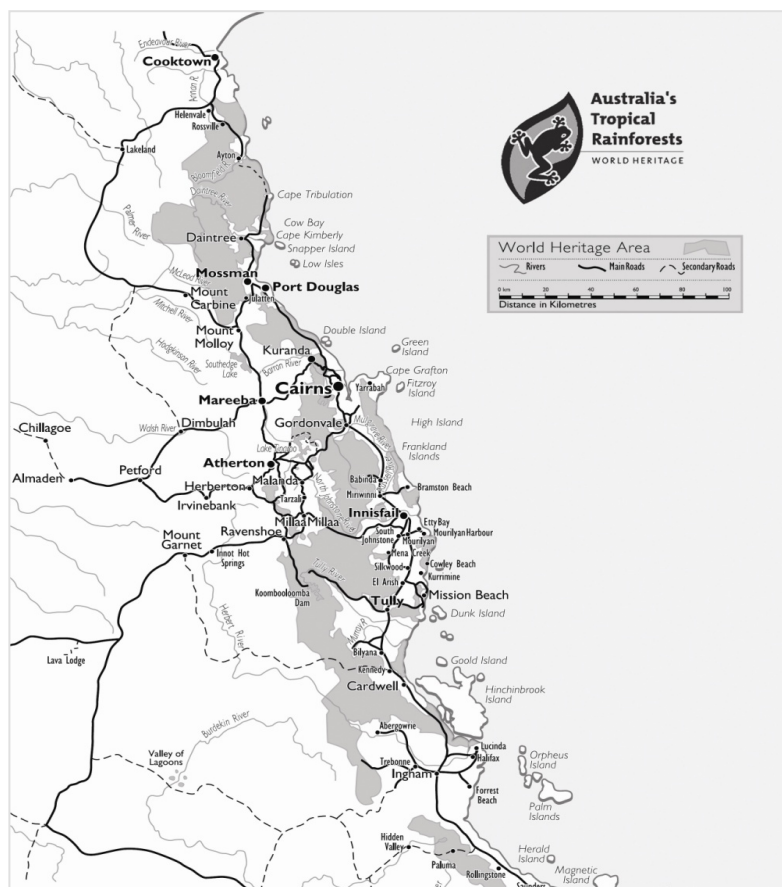 Endeavour River
Cooktown
Annan R.
Helenvale
Rossville
Lakeland
Ayton
Bloomfield R.
Daintree River
Cape Tribulation
Palmer River
Cow Bay
Cape Kimberly
Daintree
Snapper Island
Low Isles
McLeod River
Mossman
Port Douglas
Mount
Carbine
Julatten
Mitchell River
Mount
Molloy
Double Island
Hodgkinson River
Southedge
Lake
Kuranda
Barron River
Green
Island
Cape Grafton
Cairns
Yarrabah
Fitzroy
Island
Mareeba
Chillagoe
Walsh River
Dimbulah
Gordonvale
Mulgrave River
High Island
Frankland
Islands
Lake Tinaroo
Almaden
Petford
Atherton
Herberton
Malanda
Babinda
Bramston Beach
Irvinebank
Tarzali
North Johnstone River
Miriwinni
Innisfail
Millaa Millaa
Etty Bay
Mourilyan Harbour
Mount
Garnet
Ravenshoe
South
Johnstone
Mourilyan
Innot Hot
Springs
Mena Creek
Cowley Beach
Silkwood
Kurrimine
Tully River
El Arish
Koombooloomba
Dam
Mission Beach
Tully
Dunk Island
Herbert River
Murray R.
Bilyana
Lava Lodge
Kennedy
Goold Island
Cardwell
Hinchinbrook
Island
Burdekin River
Abergowrie
Valley of
Lagoons
Lucinda
Halifax
Trebonne
Ingham
Orpheus
Island
Forrest
Beach
Palm
Islands
Hidden
Valley
Herald
Island
Paluma
Magnetic
Island
Rollingstone
Saunders
Australia's
Tropical
Rainforests
WORLD HERITAGE
World Heritage Area
Rivers Main Roads Secondary Roads
0 km 20 40 60 80 100
Distance in Kilometres